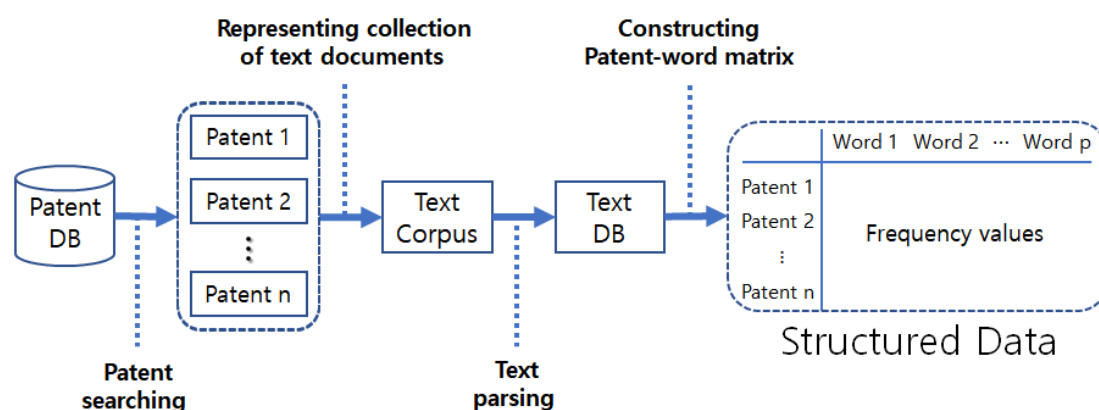 Representing collection
of text documents
Constructing
Patent-word matrix
Patent
DB
Patent 1
Patent 2
⋮
Patent n
Text
Corpus
Text
DB
Word 1 Word 2 ··· Word p
Patent 1
Patent 2
⋮
Patent n
Frequency values
Structured Data
Patent
searching
Text
parsing